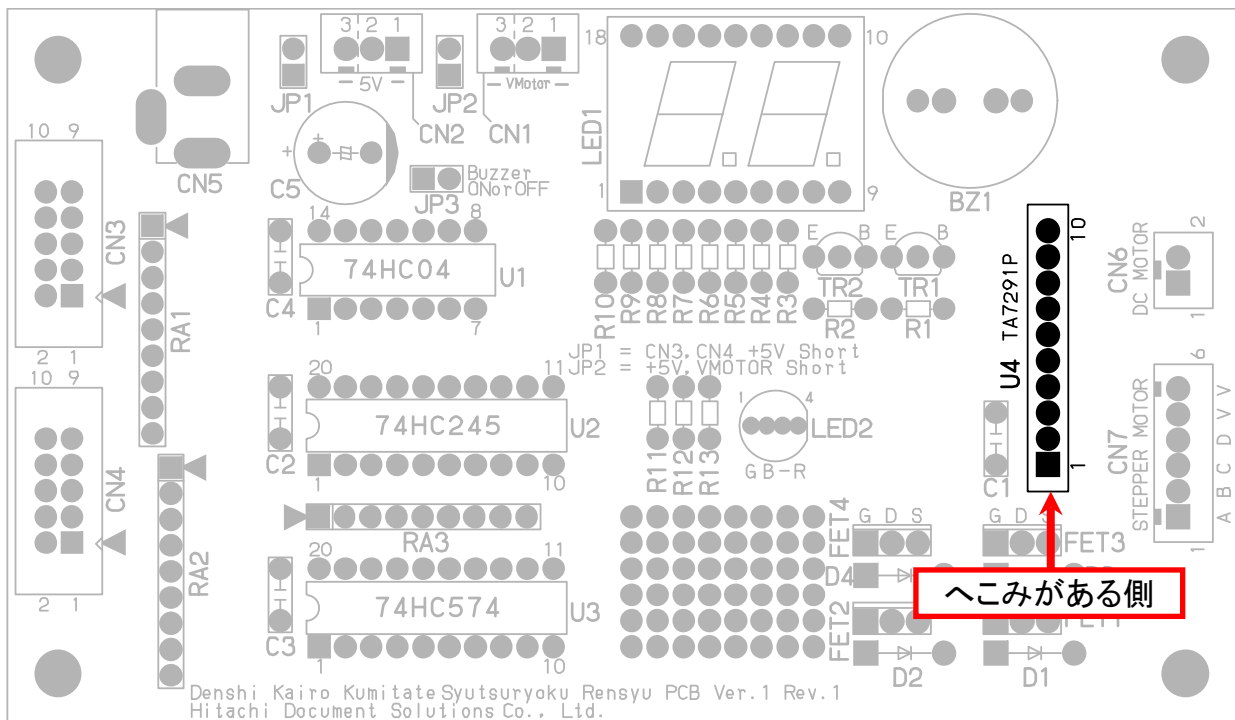 3 2 1
3 2 1
18
10
JP1
5V
JP2
VMotor
LED1
CN2
CN1
10 9
CN5
C5
+
+
Buzzer
ONorOFF
JP3
1
9
BZ1
CN3
14
8
74HC04
U1
C4
1
7
RA1
2 1
R10
R9
R8
R7
R6
R5
R4
R3
E B
E B
TR2
TR1
R2
R1
10
TA7291P
U4
1
2
CN6
DC MOTOR
1
JP1 = CN3,CN4 +5V Short
JP2 = +5V,VMOTOR Short
10 9
20
11
74HC245
U2
C2
1
10
1
4
LED2
G B-R
R11
R12
R13
C1
6
CN7
STEPPER MOTOR
A B C D V V
1
CN4
2 1
RA2
RA3
20
11
74HC574
U3
C3
1
10
FET4
G D S
G D S
FET3
D4
へこみがある側
FET2
D2
D1
Denshi Kairo Kumitate Syutsuryoku Rensyu PCB Ver.1 Rev.1
Hitachi Document Solutions Co., Ltd.